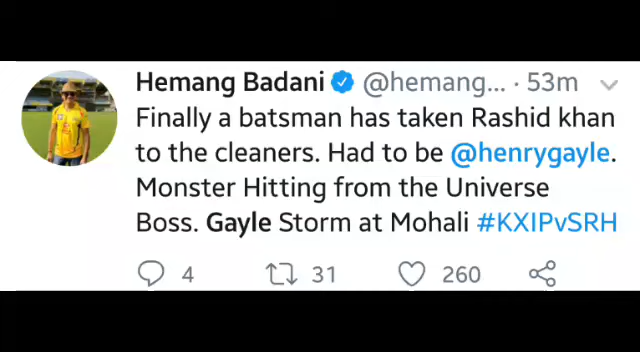 Hemang Badani @hemang... · 53m
Finally a batsman has taken Rashid khan
to the cleaners. Had to be @henrygayle.
Monster Hitting from the Universe
Boss. Gayle Storm at Mohali #KXIPvSRH
4 31 260